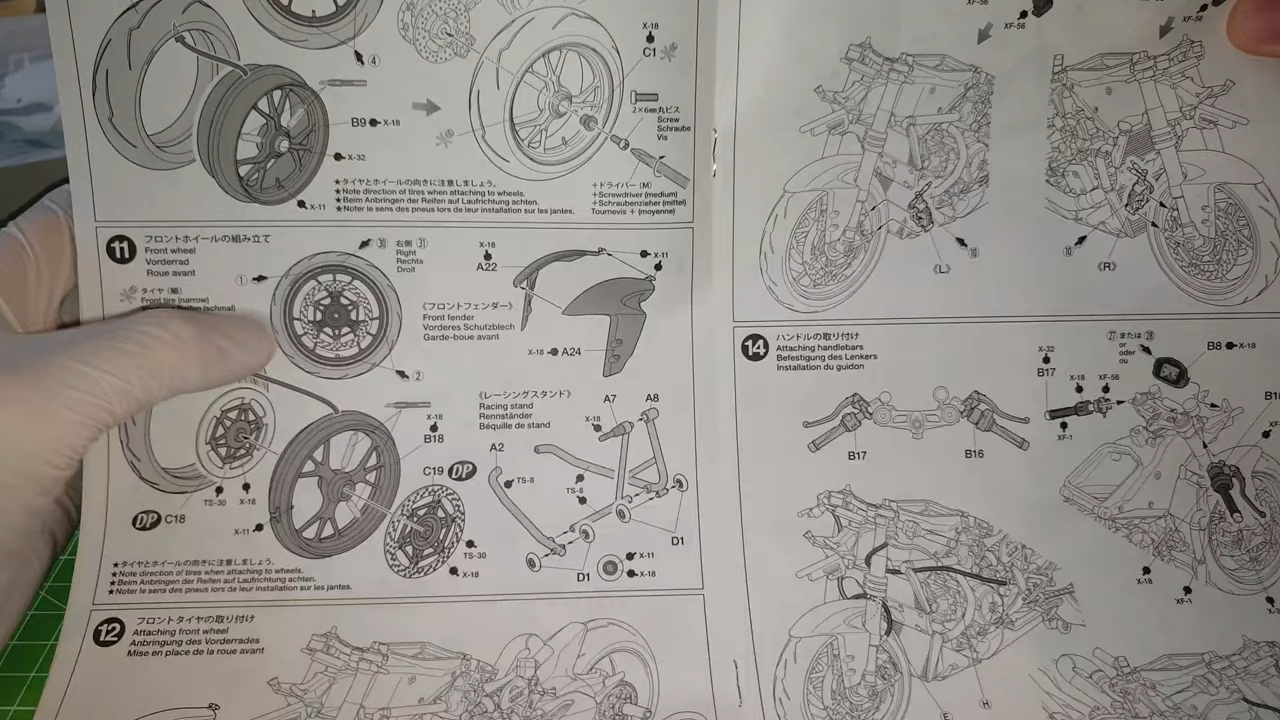 ④
X-18
C1
B9 X-18
2×6mm丸ビス
Screw
Schraube
Vis
X-32
X-11
★タイヤとホイールの向きに注意しましょう。
★Note direction of tires when attaching to wheels.
★Beim Anbringen der Reifen auf Laufrichtung achten.
★Noter le sens des pneus lors de leur installation sur les jantes.
+ドライバー(M)
+Screwdriver (medium)
+Schraubenzieher (mittel)
Tournevis + (moyenne)
11
フロントホイールの組み立て
Front wheel
Vorderrad
Roue avant
タイヤ(細)
Front tire (narrow)
①
㉚
右側 ㉛
Right
Rechts
Droit
②
X-18
A22
X-11
《フロントフェンダー》
Front fender
Vorderes Schutzblech
Garde-boue avant
X-18 A24
X-18
B18
C19 DP
TS-30
X-18
TS-30 X-18
DP C18
X-11
《レーシングスタンド》
Racing stand
Rennständer
Béquille de stand
A7 A8
X-18
A2
TS-8
TS-8
D1
D1
X-11
X-18
★タイヤとホイールの向きに注意しましょう。
★Note direction of tires when attaching to wheels.
★Beim Anbringen der Reifen auf Laufrichtung achten.
★Noter le sens des pneus lors de leur installation sur les jantes.
12
フロントタイヤの取り付け
Attaching front wheel
Anbringung des Vorderrades
Mise en place de la roue avant
XF-56
XF-56
XF-56
⑩
《L》
⑩
《R》
14
ハンドルの取り付け
Attaching handlebars
Befestigung des Lenkers
Installation du guidon
㉗ または ㉘
or
oder
ou
B8 X-18
X-32
B17
X-18 XF-56
XF-1
B17
B16
X-18
XF-1
E
H